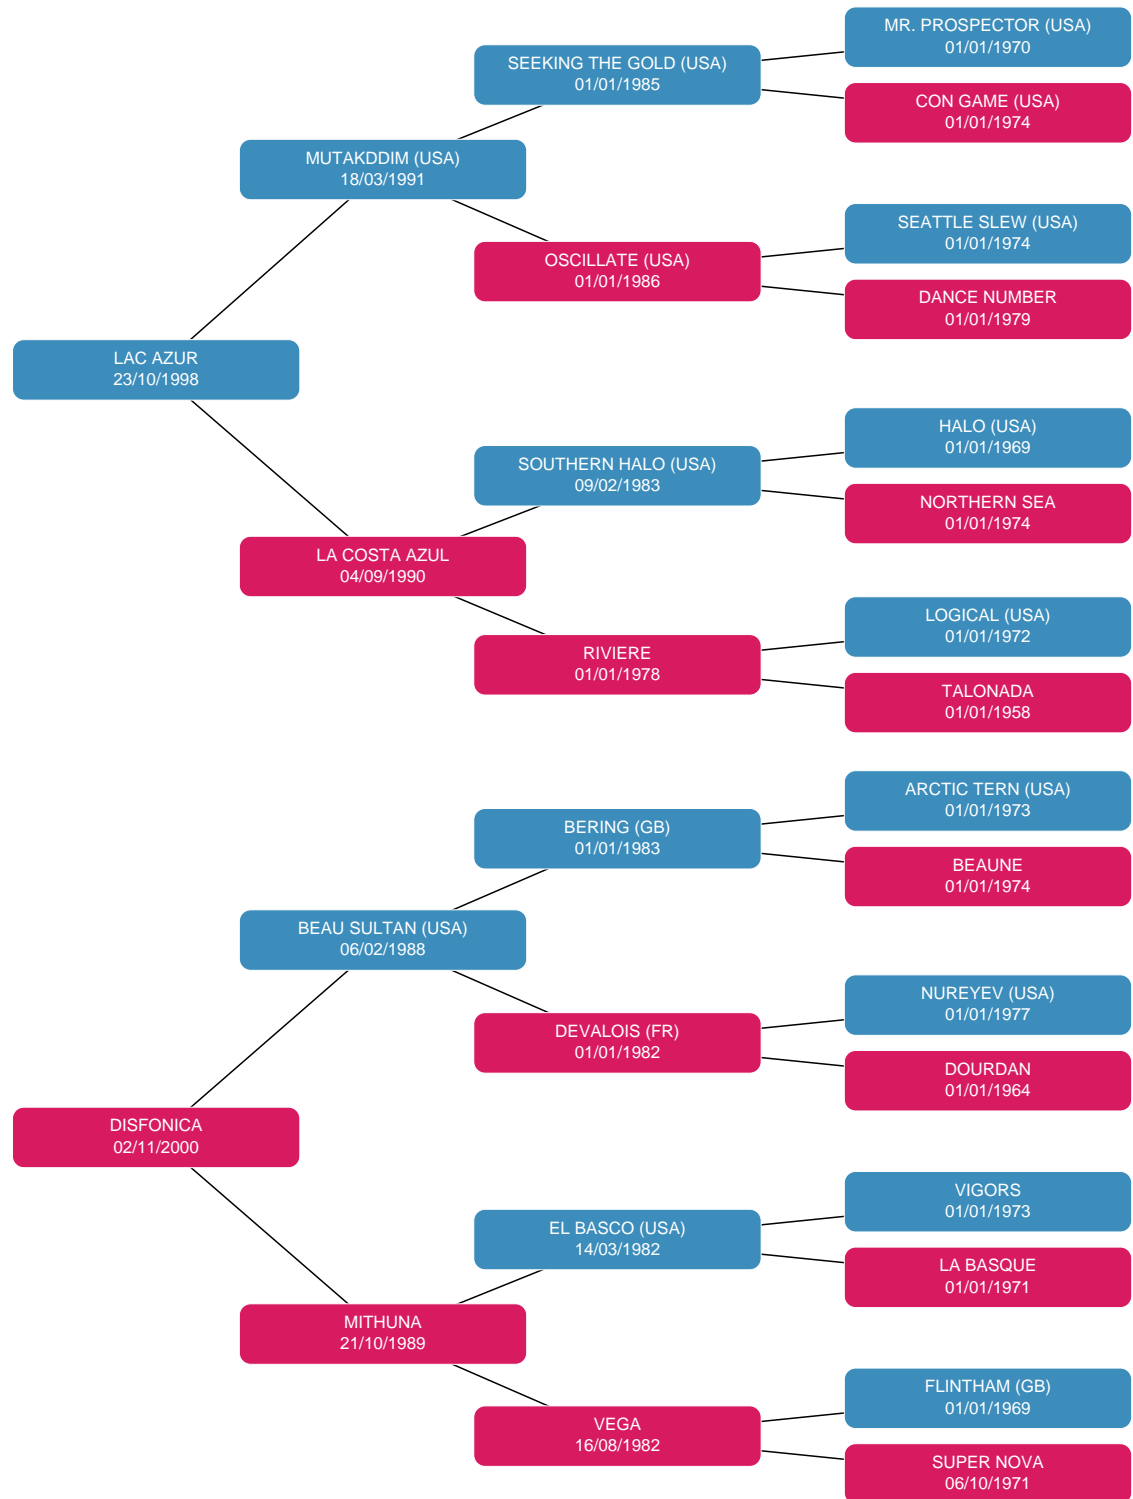 MR. PROSPECTOR (USA)
01/01/1970
SEEKING THE GOLD (USA)
01/01/1985
CON GAME (USA)
01/01/1974
MUTAKDDIM (USA)
18/03/1991
SEATTLE SLEW (USA)
01/01/1974
OSCILLATE (USA)
01/01/1986
DANCE NUMBER
01/01/1979
LAC AZUR
23/10/1998
HALO (USA)
01/01/1969
SOUTHERN HALO (USA)
09/02/1983
NORTHERN SEA
01/01/1974
LA COSTA AZUL
04/09/1990
LOGICAL (USA)
01/01/1972
RIVIERE
01/01/1978
TALONADA
01/01/1958
ARCTIC TERN (USA)
01/01/1973
BERING (GB)
01/01/1983
BEAUNE
01/01/1974
BEAU SULTAN (USA)
06/02/1988
NUREYEV (USA)
01/01/1977
DEVALOIS (FR)
01/01/1982
DOURDAN
01/01/1964
DISFONICA
02/11/2000
VIGORS
01/01/1973
EL BASCO (USA)
14/03/1982
LA BASQUE
01/01/1971
MITHUNA
21/10/1989
FLINTHAM (GB)
01/01/1969
VEGA
16/08/1982
SUPER NOVA
06/10/1971